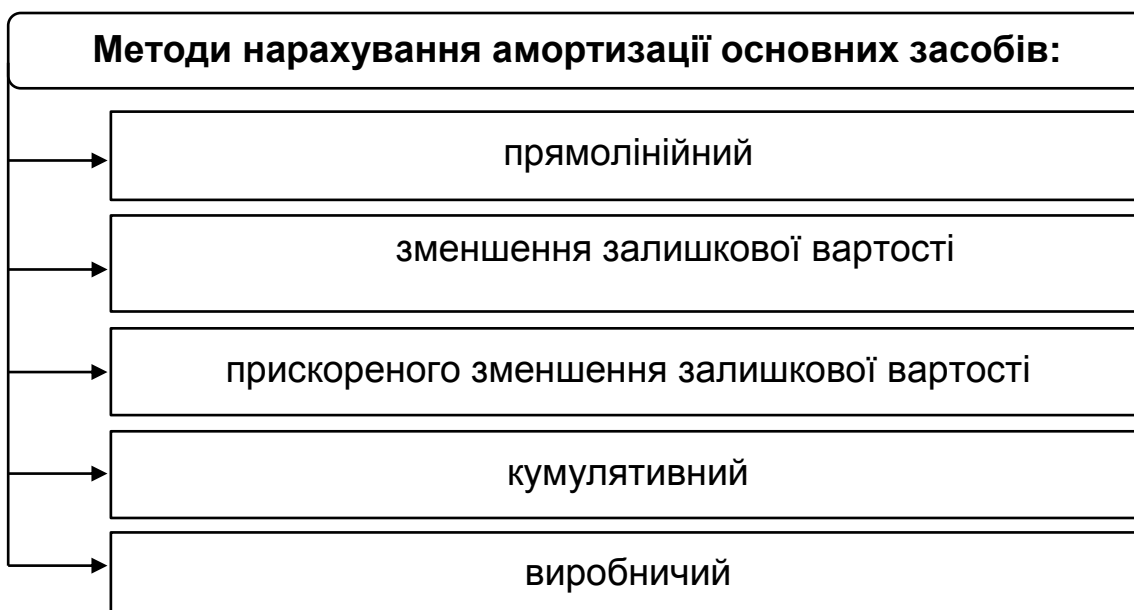 Методи нарахування амортизації основних засобів:
прямолінійний
зменшення залишкової вартості
прискореного зменшення залишкової вартості
кумулятивний
виробничий